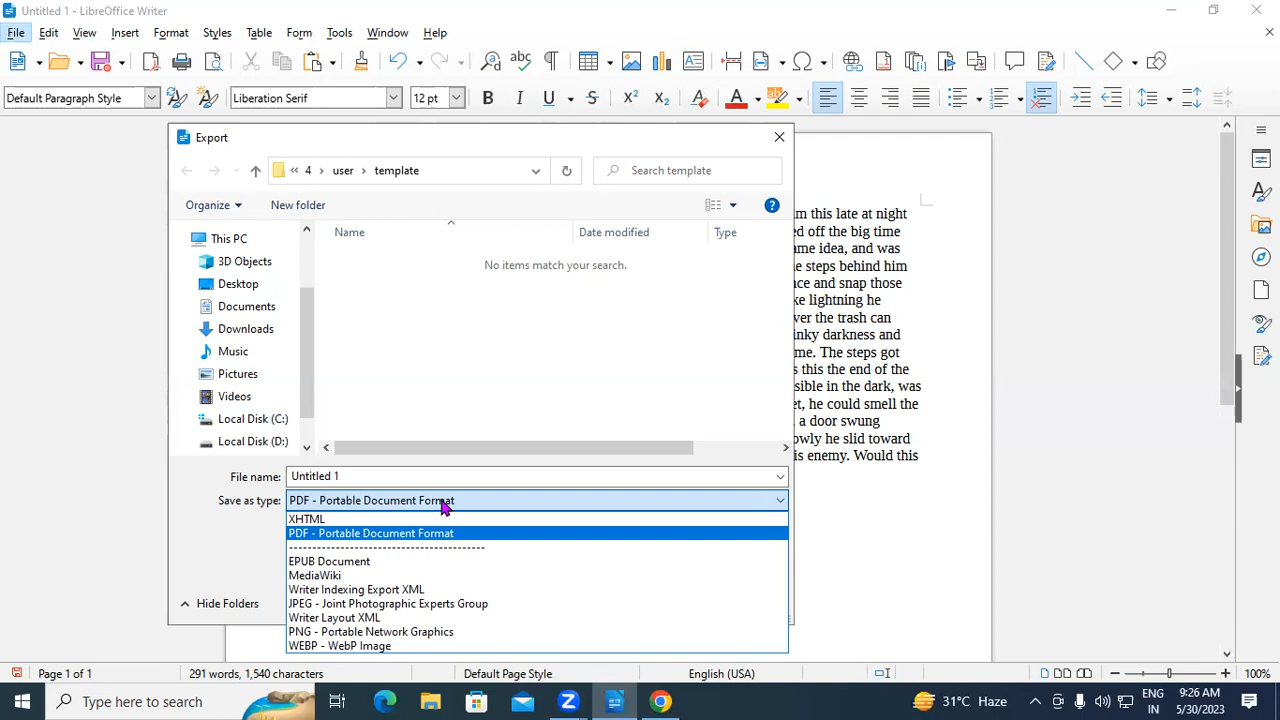 Untitled 1 - LibreOffice Writer
File Edit View Insert Format Styles Table Form Tools Window Help
Default Paragraph Style Liberation Serif 12 pt
Export
« 4 › user › template Search template
Organize New folder
Name Date modified Type
No items match your search.
This PC
3D Objects
Desktop
Documents
Downloads
Music
Pictures
Videos
Local Disk (C:)
Local Disk (D:)
File name: Untitled 1
Save as type: PDF - Portable Document Format
XHTML
PDF - Portable Document Format
--------------------------------------------------
EPUB Document
MediaWiki
Writer Indexing Export XML
JPEG - Joint Photographic Experts Group
Writer Layout XML
PNG - Portable Network Graphics
WEBP - WebP Image
Hide Folders
this late at night
ed off the big time
ame idea, and was
e steps behind him
nce and snap those
ke lightning he
ver the trash can
inky darkness and
me. The steps got
s this the end of the
sible in the dark, was
et, he could smell the
, a door swung
owly he slid toward
is enemy. Would this
Page 1 of 1 291 words, 1,540 characters Default Page Style English (USA) 100%
Type here to search 31°C Haze ENG IN 9:26 AM 5/30/2023